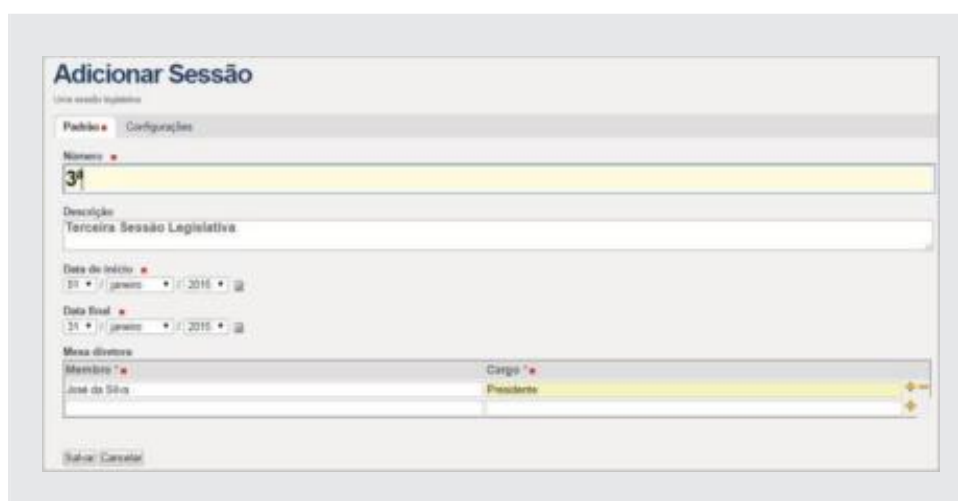 Adicionar Sessão
Uma sessão legislativa
Padrão Configurações
Número
3ª
Descrição
Terceira Sessão Legislativa
Data de início
01 / janeiro / 2015
Data final
31 / janeiro / 2015
Mesa diretora
Membro * Cargo *
José da Silva Presidente
Salvar Cancelar